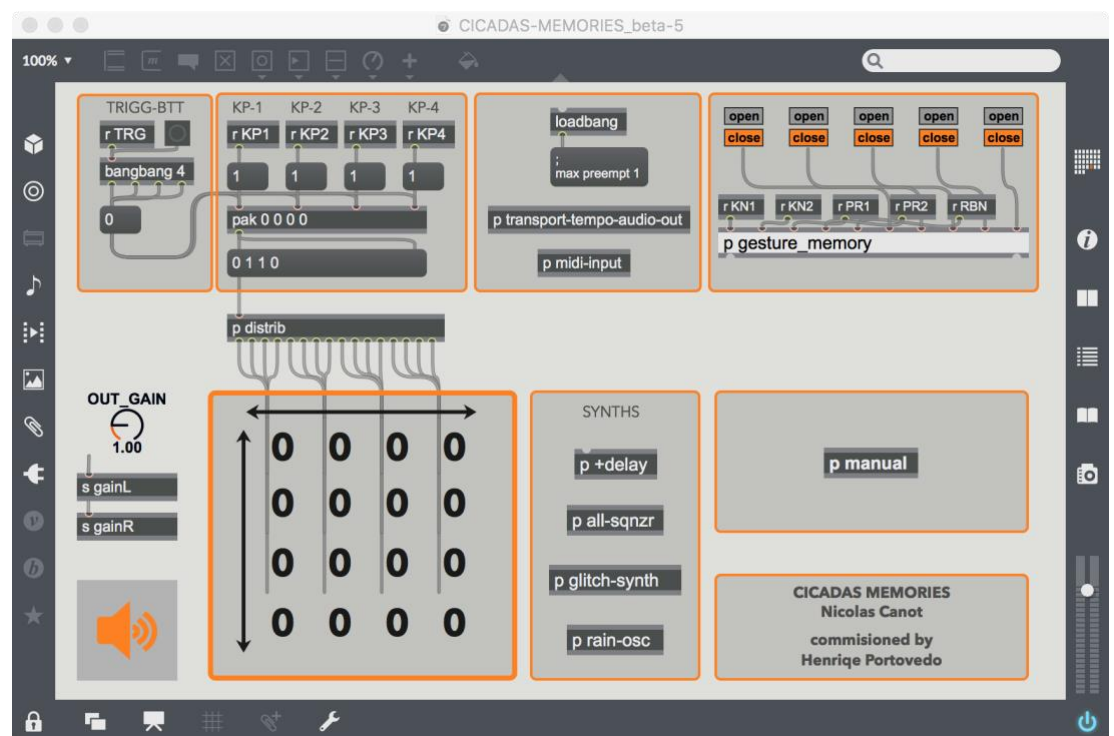 CICADAS-MEMORIES_beta-5
100%
TRIGG-BTT
r TRG
bangbang 4
0
KP-1 KP-2 KP-3 KP-4
r KP1 r KP2 r KP3 r KP4
1 1 1 1
pak 0 0 0 0
0 1 1 0
p distrib
loadbang
;
max preempt 1
p transport-tempo-audio-out
p midi-input
open open open open open
close close close close close
r KN1 r KN2 r PR1 r PR2 r RBN
p gesture_memory
OUT_GAIN
1.00
s gainL
s gainR
0 0 0 0
0 0 0 0
0 0 0 0
0 0 0 0
SYNTHS
p +delay
p all-sqnzr
p glitch-synth
p rain-osc
p manual
CICADAS MEMORIES
Nicolas Canot
commisioned by
Henriqe Portovedo